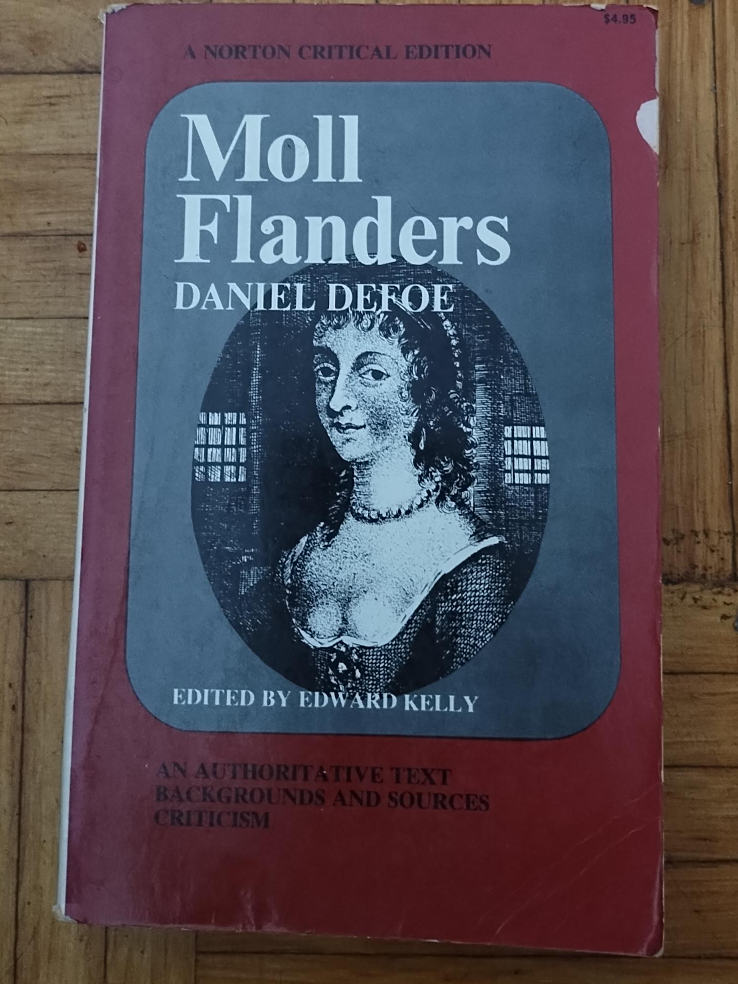 $4.95
A NORTON CRITICAL EDITION
Moll
Flanders
DANIEL DEFOE
EDITED BY EDWARD KELLY
AN AUTHORITATIVE TEXT
BACKGROUNDS AND SOURCES
CRITICISM